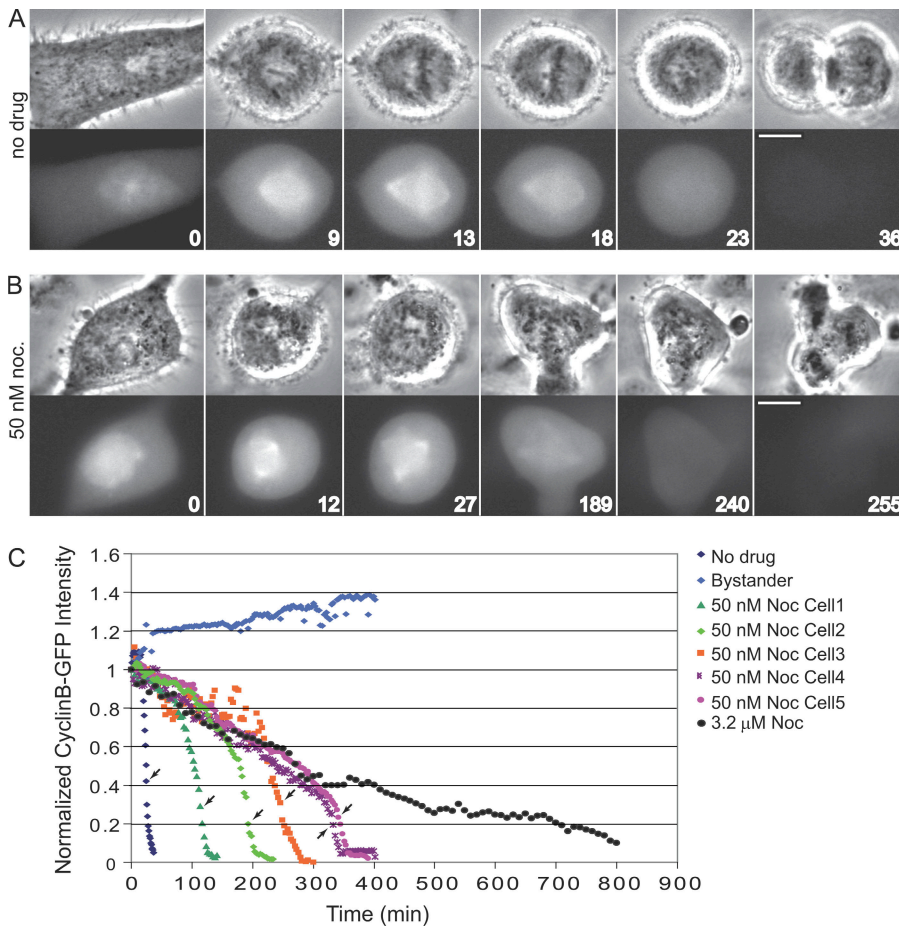 A
no drug
0
9
13
18
23
36
B
50 nM noc.
0
12
27
189
240
255
C
Normalized CyclinB-GFP Intensity
1.6
1.4
1.2
1
0.8
0.6
0.4
0.2
0
0 100 200 300 400 500 600 700 800 900
Time (min)
No drug
Bystander
50 nM Noc Cell1
50 nM Noc Cell2
50 nM Noc Cell3
50 nM Noc Cell4
50 nM Noc Cell5
3.2 μM Noc